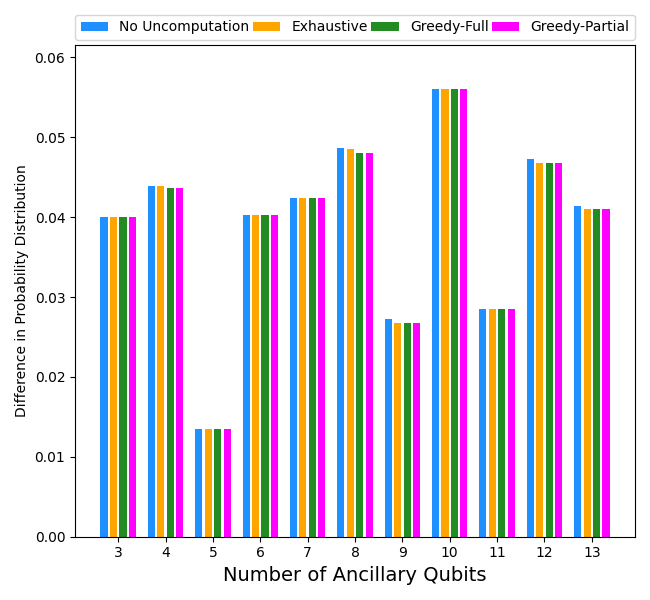 No Uncomputation Exhaustive Greedy-Full Greedy-Partial
0.06
0.05
0.04
0.03
0.02
0.01
0.00
Difference in Probability Distribution
3 4 5 6 7 8 9 10 11 12 13
Number of Ancillary Qubits